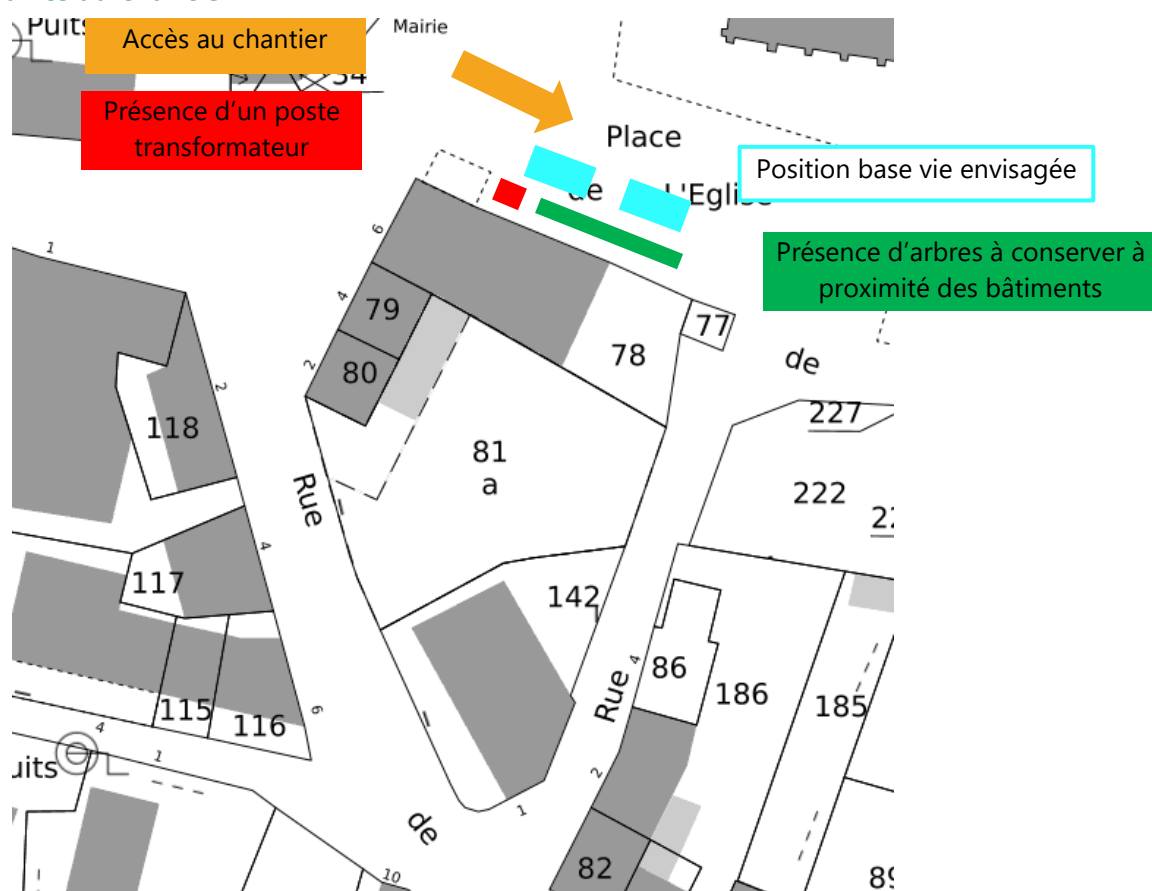 Puits
Mairie
Accès au chantier
Présence d'un poste
transformateur
Place
de L'Eglise
Position base vie envisagée
Présence d'arbres à conserver à
proximité des bâtiments
1
6
79
4
77
78
de
80
2
2
227
118
81
a
222
Rue
4
117
142
4
86
186
185
Rue
115
116
6
4
1
uits
2
1
de
82
10